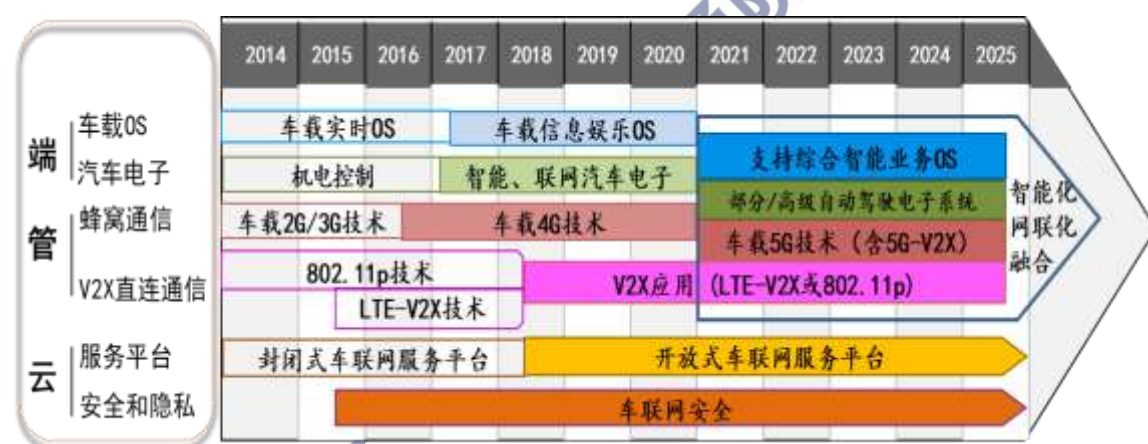 2014 2015 2016 2017 2018 2019 2020 2021 2022 2023 2024 2025
端
车载OS
车载实时OS
车载信息娱乐OS
支持综合智能业务OS
汽车电子
机电控制
智能、联网汽车电子
部分/高级自动驾驶电子系统
管
蜂窝通信
车载2G/3G技术
车载4G技术
车载5G技术（含5G-V2X）
V2X直连通信
802.11p技术
LTE-V2X技术
V2X应用（LTE-V2X或802.11p）
智能化
网联化
融合
云
服务平台
封闭式车联网服务平台
开放式车联网服务平台
安全和隐私
车联网安全